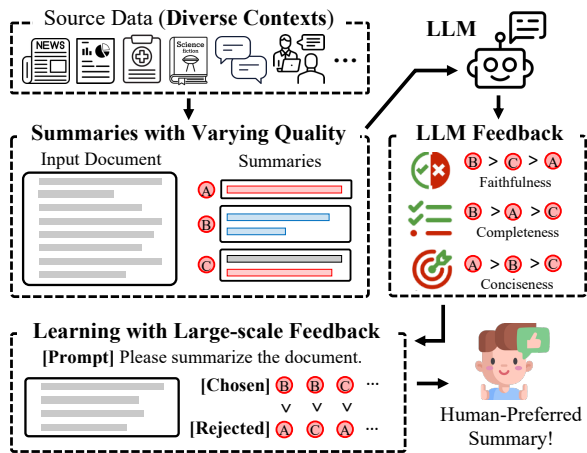 Source Data (Diverse Contexts)
NEWS
Science
fiction
...
LLM
Summaries with Varying Quality
Input Document
Summaries
A
B
C
LLM Feedback
B > C > A
Faithfulness
B > A > C
Completeness
A > B > C
Conciseness
Learning with Large-scale Feedback
[Prompt] Please summarize the document.
[Chosen] B B C ...
v v v
[Rejected] A C A ...
Human-Preferred
Summary!